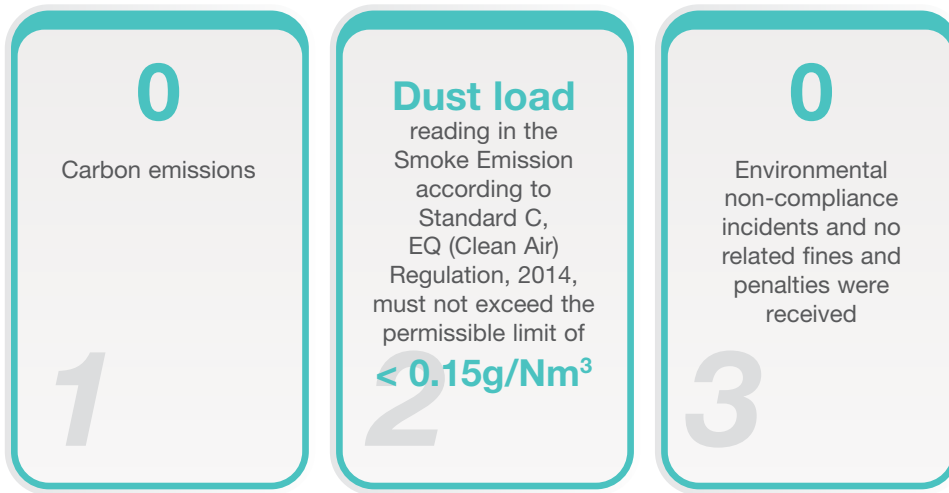 0
Carbon emissions
1
Dust load
reading in the
Smoke Emission
according to
Standard C,
EQ (Clean Air)
Regulation, 2014,
must not exceed the
permissible limit of
< 0.15g/Nm³
2
0
Environmental
non-compliance
incidents and no
related fines and
penalties were
received
3